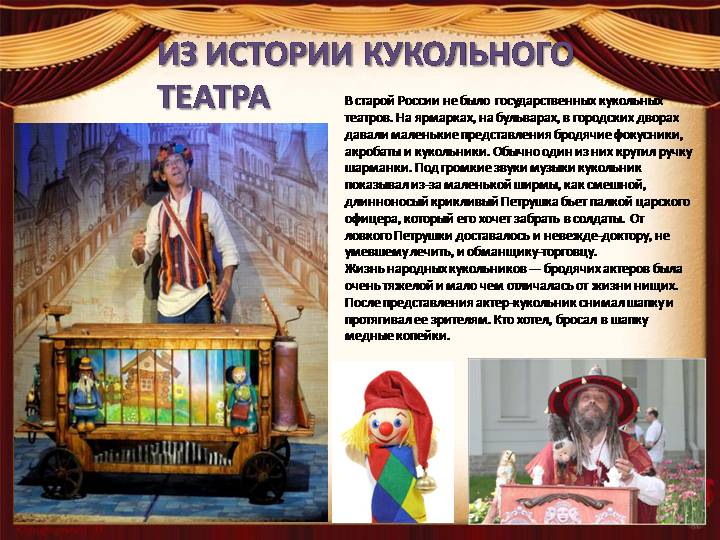 ИЗ ИСТОРИИ КУКОЛЬНОГО
ТЕАТРА
В старой России не было государственных кукольных
театров. На ярмарках, на бульварах, в городских дворах
давали маленькие представления бродячие фокусники,
акробаты и кукольники. Обычно один из них крутил ручку
шарманки. Под громкие звуки музыки кукольник
показывал из-за маленькой ширмы, как смешной,
длинноносый крикливый Петрушка бьет палкой царского
офицера, который его хочет забрать в солдаты. От
ловкого Петрушки доставалось и невежде-доктору, не
умевшему лечить, и обманщику-торговцу.
Жизнь народных кукольников — бродячих актеров была
очень тяжелой и мало чем отличалась от жизни нищих.
После представления актер-кукольник снимал шапку и
протягивал ее зрителям. Кто хотел, бросал в шапку
медные копейки.